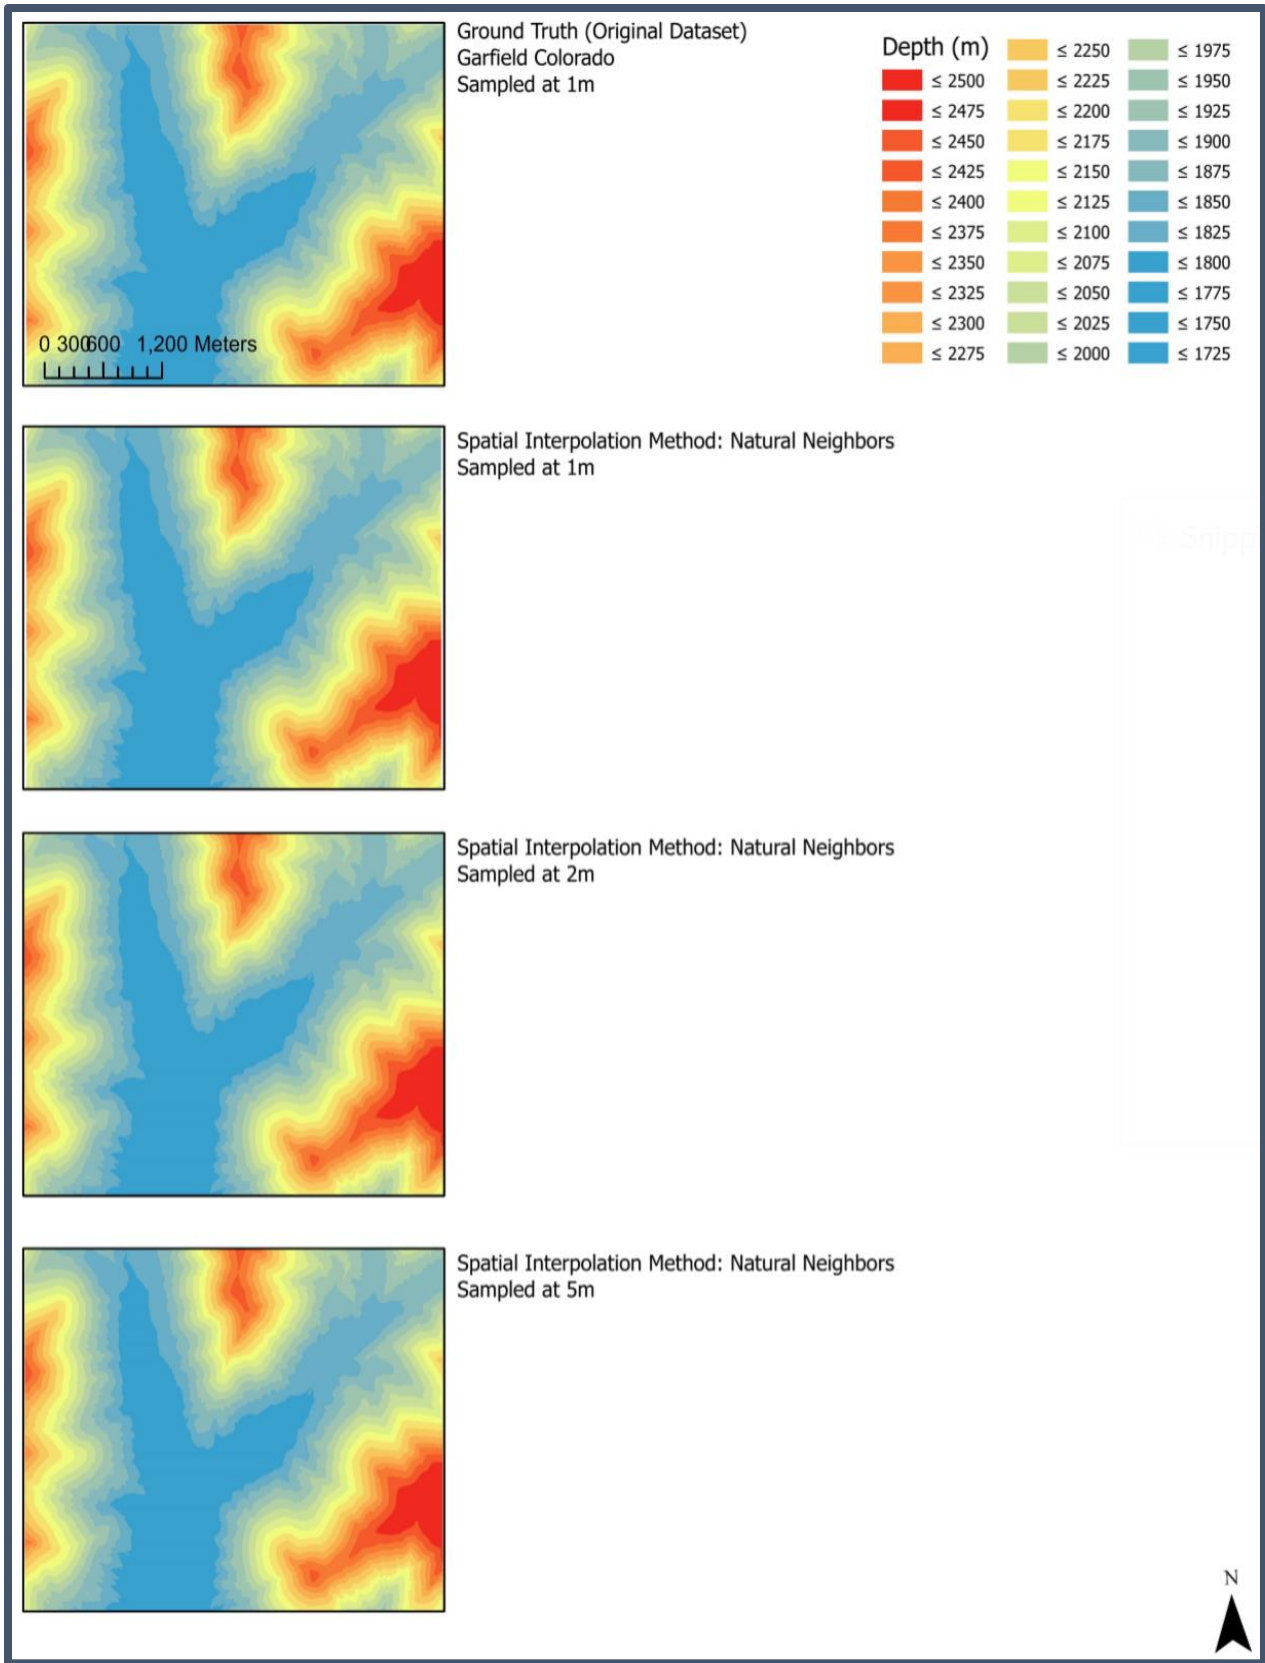 Ground Truth (Original Dataset)
Garfield Colorado
Sampled at 1m
Depth (m)
≤ 2500
≤ 2475
≤ 2450
≤ 2425
≤ 2400
≤ 2375
≤ 2350
≤ 2325
≤ 2300
≤ 2275
≤ 2250
≤ 2225
≤ 2200
≤ 2175
≤ 2150
≤ 2125
≤ 2100
≤ 2075
≤ 2050
≤ 2025
≤ 2000
≤ 1975
≤ 1950
≤ 1925
≤ 1900
≤ 1875
≤ 1850
≤ 1825
≤ 1800
≤ 1775
≤ 1750
≤ 1725
0 300600 1,200 Meters
Spatial Interpolation Method: Natural Neighbors
Sampled at 1m
Snipp
Spatial Interpolation Method: Natural Neighbors
Sampled at 2m
Spatial Interpolation Method: Natural Neighbors
Sampled at 5m
N